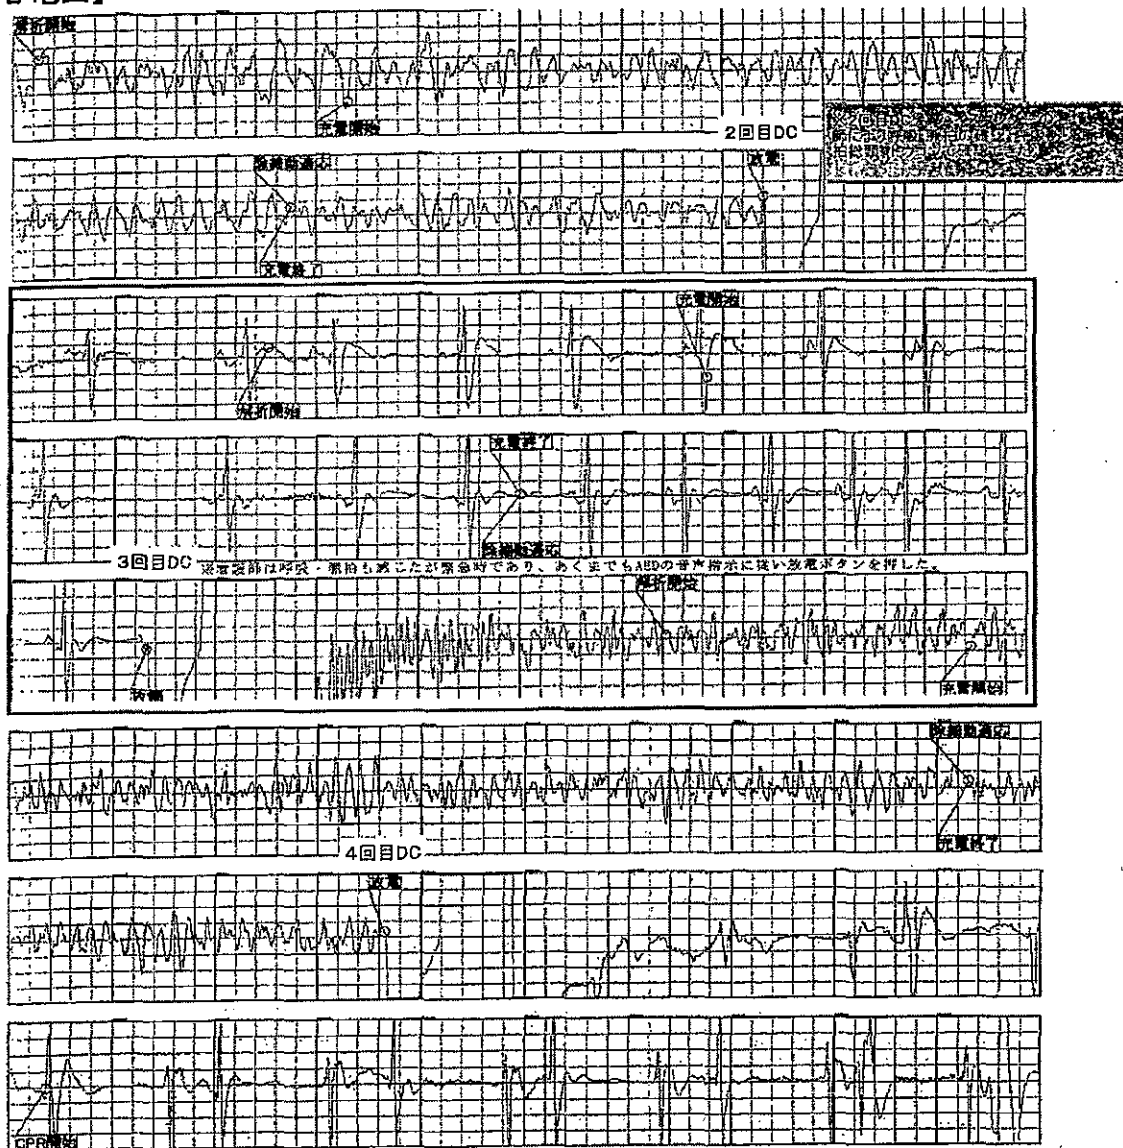 解析開始
充電開始
2回目DC
除細動適応
放電
充電終了
充電開始
解析開始
充電終了
除細動適応
3回目DC
は呼吸・脈拍も感じたが緊急時であり、あくまでもAEDの音声指示に従い放電ボタンを押した。
解析開始
放電
充電開始
除細動適応
充電終了
4回目DC
放電
CPR開始